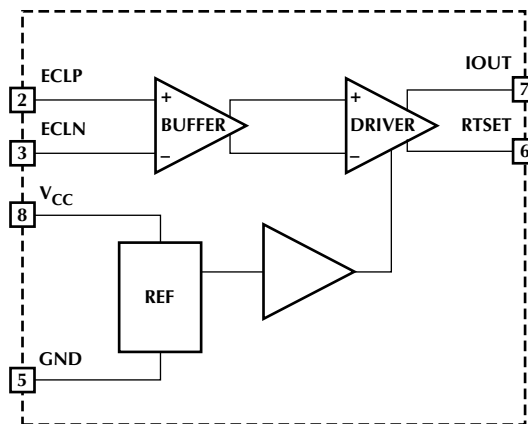 ECLP
2
+
BUFFER
−
ECLN
3
+
DRIVER
−
IOUT
7
RTSET
6
VCC
8
REF
GND
5